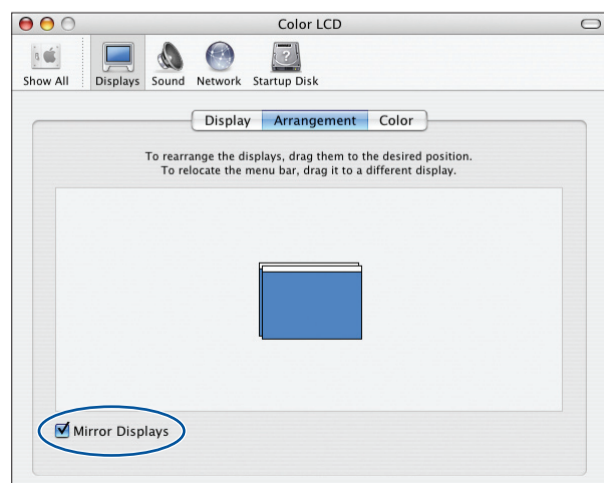 Color LCD
Show All Displays Sound Network Startup Disk
Display Arrangement Color
To rearrange the displays, drag them to the desired position.
To relocate the menu bar, drag it to a different display.
Mirror Displays